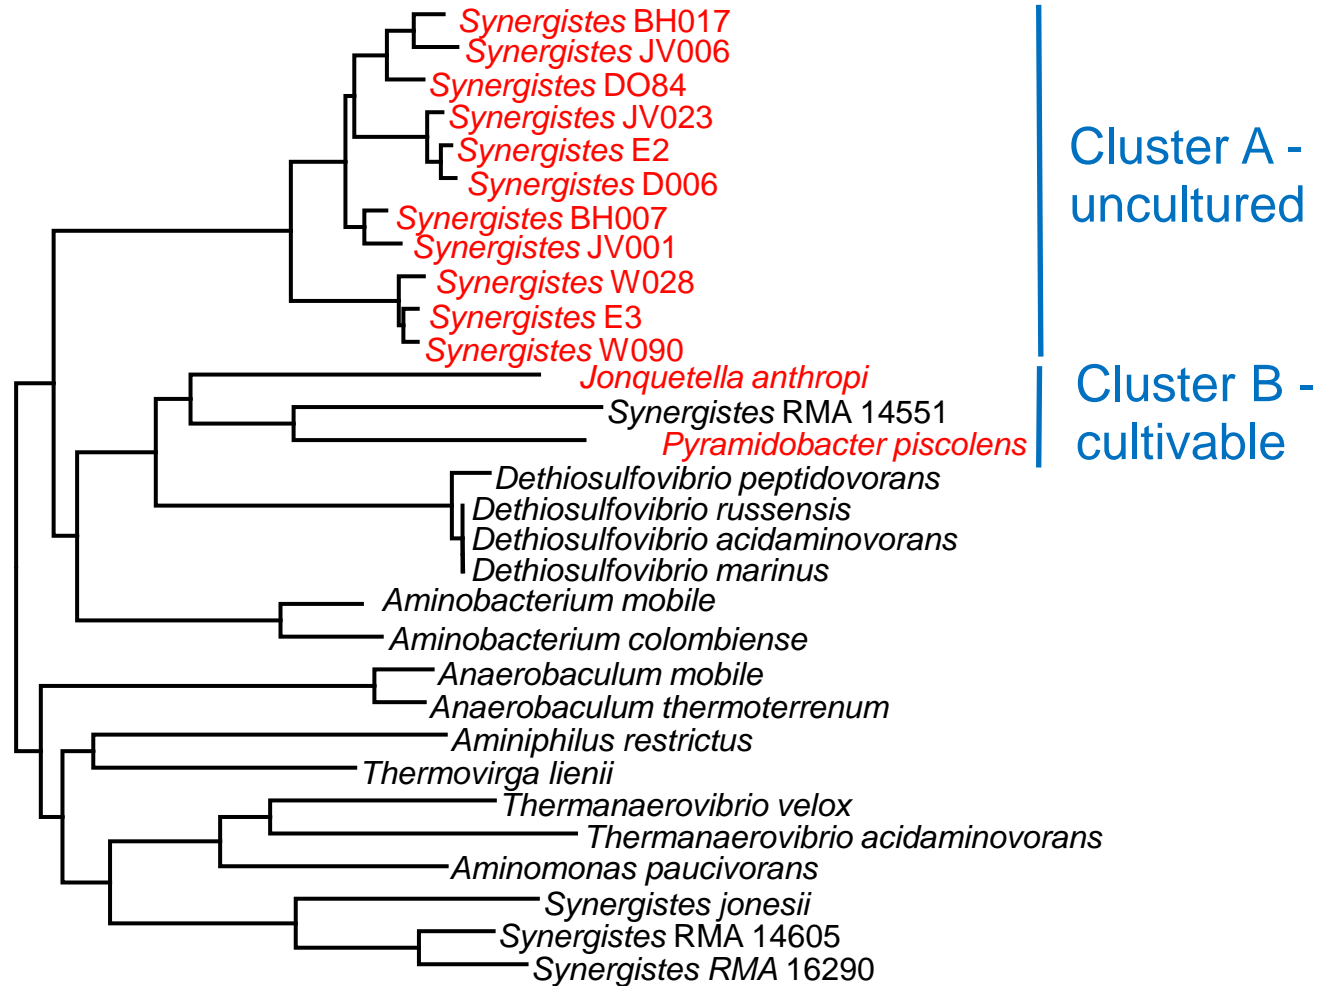 Synergistes BH017
Synergistes JV006
Synergistes DO84
Synergistes JV023
Synergistes E2
Synergistes D006
Synergistes BH007
Synergistes JV001
Synergistes W028
Synergistes E3
Synergistes W090
Cluster A -
uncultured
Jonquetella anthropi
Synergistes RMA 14551
Pyramidobacter piscolens
Cluster B -
cultivable
Dethiosulfovibrio peptidovorans
Dethiosulfovibrio russensis
Dethiosulfovibrio acidaminovorans
Dethiosulfovibrio marinus
Aminobacterium mobile
Aminobacterium colombiense
Anaerobaculum mobile
Anaerobaculum thermoterrenum
Aminiphilus restrictus
Thermovirga lienii
Thermanaerovibrio velox
Thermanaerovibrio acidaminovorans
Aminomonas paucivorans
Synergistes jonesii
Synergistes RMA 14605
Synergistes RMA 16290